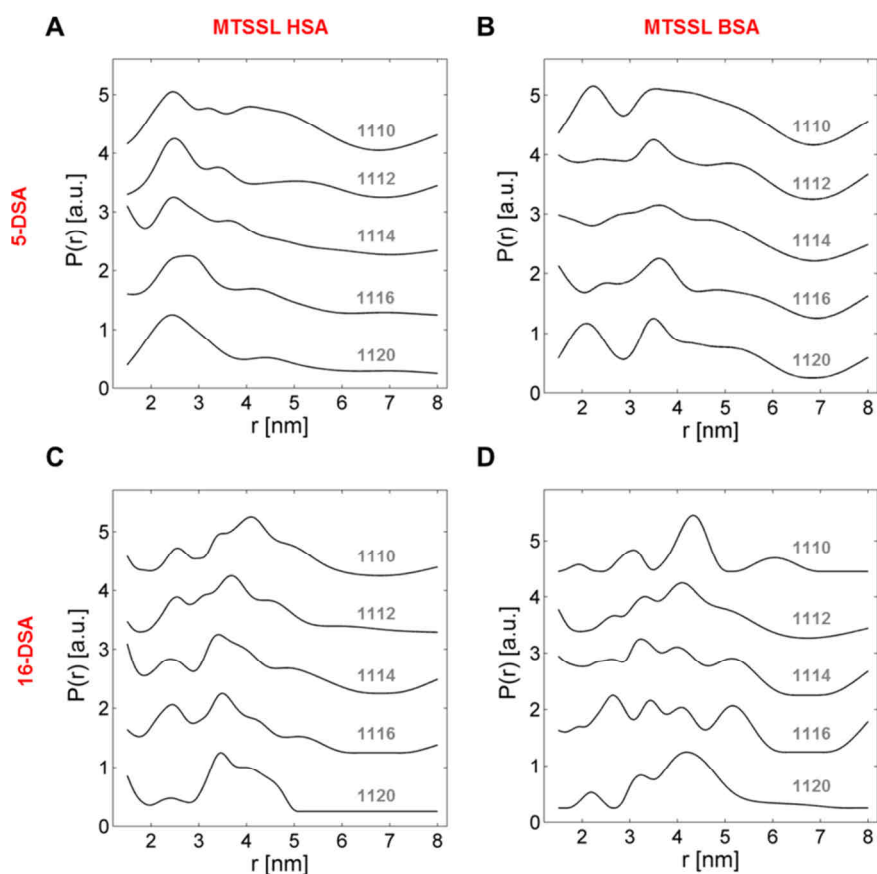 A
MTSSL HSA
B
MTSSL BSA
5-DSA
P(r) [a.u.]
5
4
3
2
1
0
1110
1112
1114
1116
1120
2 3 4 5 6 7 8
r [nm]
P(r) [a.u.]
5
4
3
2
1
0
1110
1112
1114
1116
1120
2 3 4 5 6 7 8
r [nm]
C
D
16-DSA
P(r) [a.u.]
5
4
3
2
1
0
1110
1112
1114
1116
1120
2 3 4 5 6 7 8
r [nm]
P(r) [a.u.]
5
4
3
2
1
0
1110
1112
1114
1116
1120
2 3 4 5 6 7 8
r [nm]